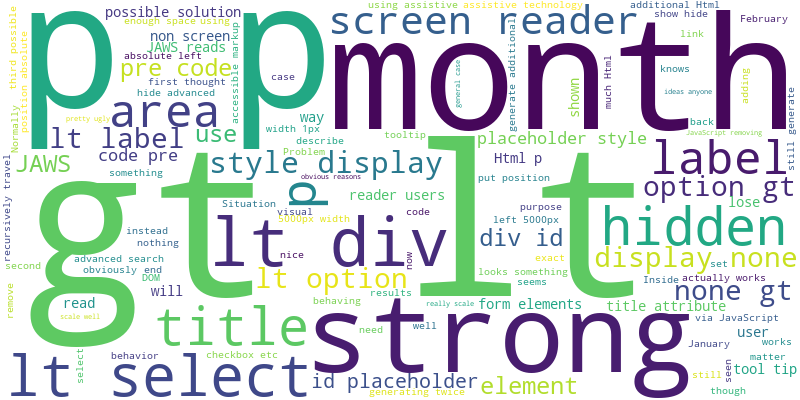 possible solution
enough space using
using assistive
assistive technology
additional Html
show hide
February
link
non screen
JAWS reads
absolute left
pre code
first thought
hide advanced
accessible markup
case
screen reader
general case
generate additional
shown
much Html
knows
ideas anyone
adding
third possible
position absolute
Normally
p p
month
area
way
width 1px
describe
tooltip
back
JavaScript removing
pretty ugly
lt label
use
Problem
placeholder style
still generate
code pre
JAWS
something
style display
obvious reasons
Html p
label
put position
option gt
reader users
p
Situation
visual
5000px width
code
purpose
left 5000px
lose
hidden
recursively travel
instead
nothing
gt lt
lt div
div id
nice
now
looks something
exact
display none
set
second
advanced search
obviously end
DOM
will
lt option
behaving
results
seems
Inside
actually works
none gt
remove
read
scale well
title
strong
really scale
form elements
title attribute
need
well
via JavaScript
user
January
works
behavior
checkbox etc
select
lt select
id placeholder
generating twice
element
still
seen
matter
tool tip
though